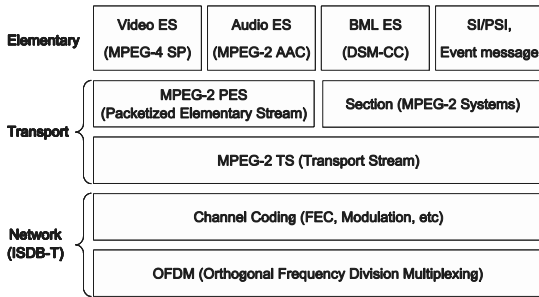 Elementary
Video ES
(MPEG-4 SP)
Audio ES
(MPEG-2 AAC)
BML ES
(DSM-CC)
SI/PSI,
Event message
Transport
MPEG-2 PES
(Packetized Elementary Stream)
Section (MPEG-2 Systems)
MPEG-2 TS (Transport Stream)
Network
(ISDB-T)
Channel Coding (FEC, Modulation, etc)
OFDM (Orthogonal Frequency Division Multiplexing)